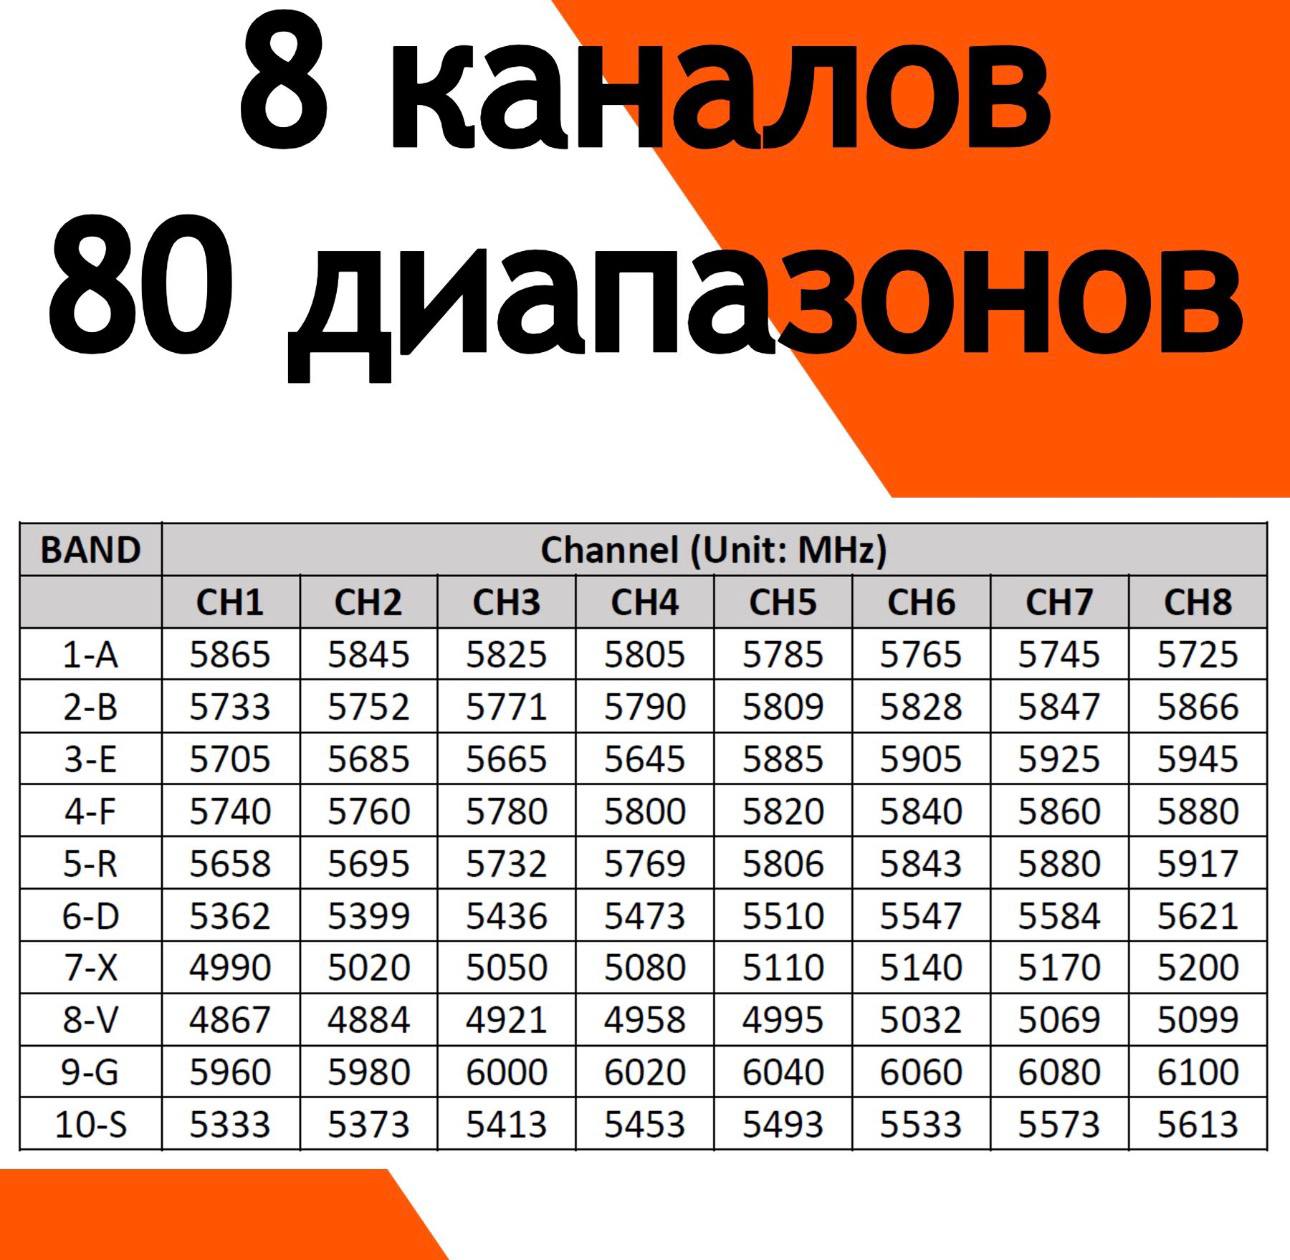 8 каналов
80 диапазонов
BAND Channel (Unit: MHz)
CH1 CH2 CH3 CH4 CH5 CH6 CH7 CH8
1-A 5865 5845 5825 5805 5785 5765 5745 5725
2-B 5733 5752 5771 5790 5809 5828 5847 5866
3-E 5705 5685 5665 5645 5885 5905 5925 5945
4-F 5740 5760 5780 5800 5820 5840 5860 5880
5-R 5658 5695 5732 5769 5806 5843 5880 5917
6-D 5362 5399 5436 5473 5510 5547 5584 5621
7-X 4990 5020 5050 5080 5110 5140 5170 5200
8-V 4867 4884 4921 4958 4995 5032 5069 5099
9-G 5960 5980 6000 6020 6040 6060 6080 6100
10-S 5333 5373 5413 5453 5493 5533 5573 5613